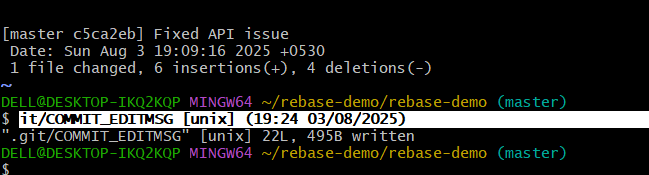 [master c5ca2eb] Fixed API issue
 Date: Sun Aug 3 19:09:16 2025 +0530
 1 file changed, 6 insertions(+), 4 deletions(-)
~
DELL@DESKTOP-IKQ2KQP MINGW64 ~/rebase-demo/rebase-demo (master)
$ it/COMMIT_EDITMSG [unix] (19:24 03/08/2025)
".git/COMMIT_EDITMSG" [unix] 22L, 495B written
DELL@DESKTOP-IKQ2KQP MINGW64 ~/rebase-demo/rebase-demo (master)
$